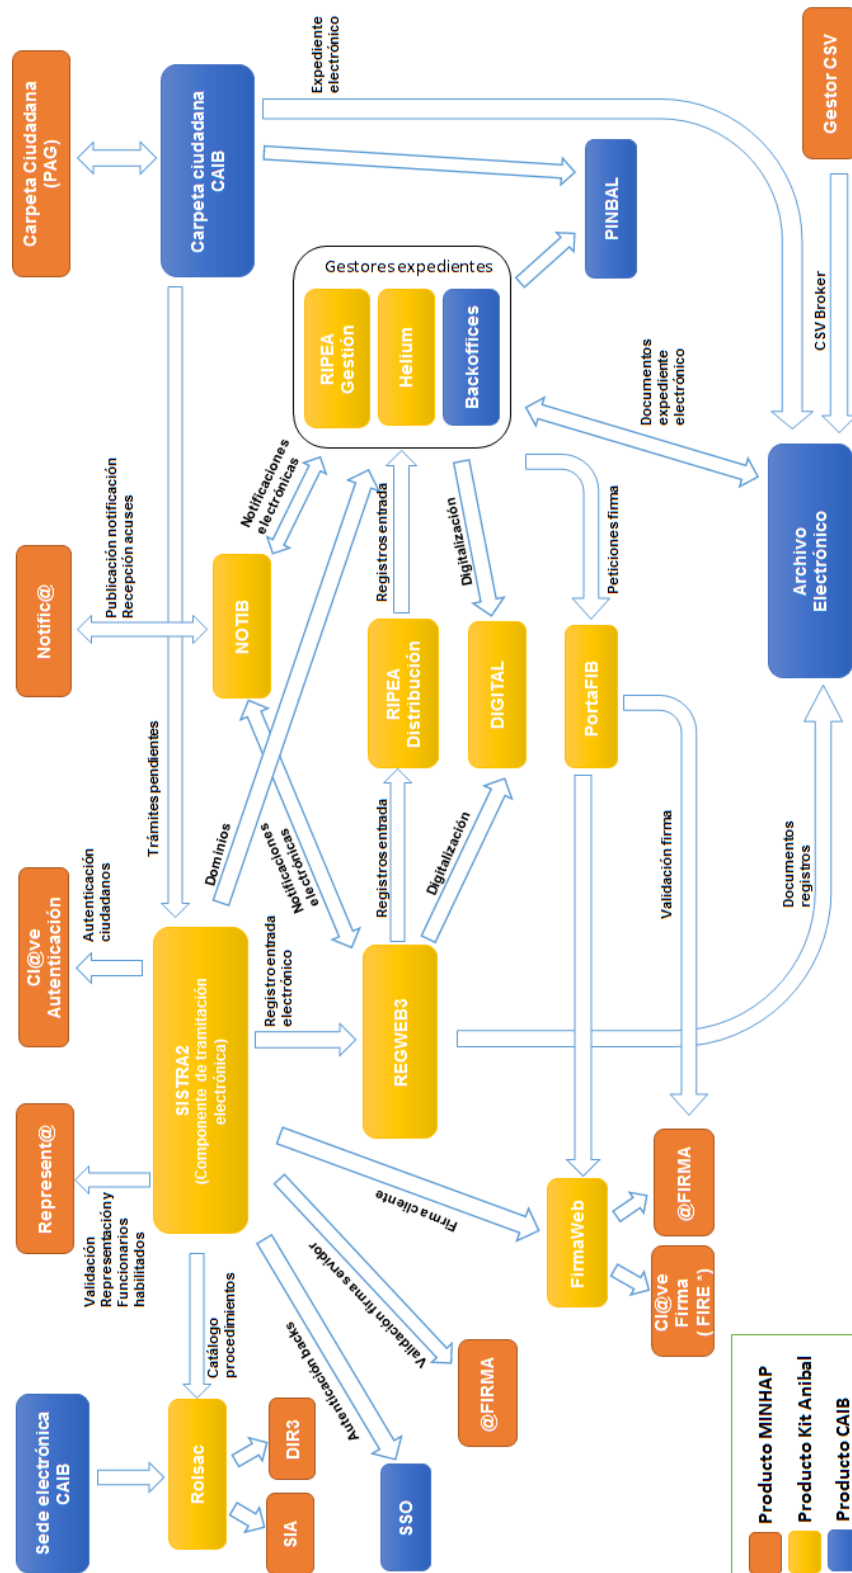 Sede electrónica
CAIB
Represent@
Cl@ve
Autenticación
Notific@
Carpeta Ciudadana
(PAG)
Validación
Representación y
Funcionarios
habilitados
Autenticación
ciudadanos
Publicación notificación
Recepción acuses
Trámites pendientes
Carpeta ciudadana
CAIB
Expediente
electrónico
Rolsac
Catálogo
procedimientos
SISTRA2
(Componente de tramitación
electrónica)
Dominios
NOTIB
Notificaciones
electrónicas
Notificaciones
electrónicas
SIA
DIR3
Registro entrada
electrónico
Gestores expedientes
RIPEA
Gestión
Helium
Backoffices
PINBAL
SSO
Autenticación backs
Validación firma servidor
Firma cliente
@FIRMA
REGWEB3
Registros entrada
RIPEA
Distribución
Registros entrada
Digitalización
DIGITAL
Digitalización
Peticiones firma
PortaFIB
Documentos
expediente
electrónico
FirmaWeb
Validación firma
Cl@ve
Firma
( FIRE *)
@FIRMA
Documentos
registros
Archivo
Electrónico
CSV Broker
Gestor CSV
Producto MINHAP
Producto Kit Anibal
Producto CAIB